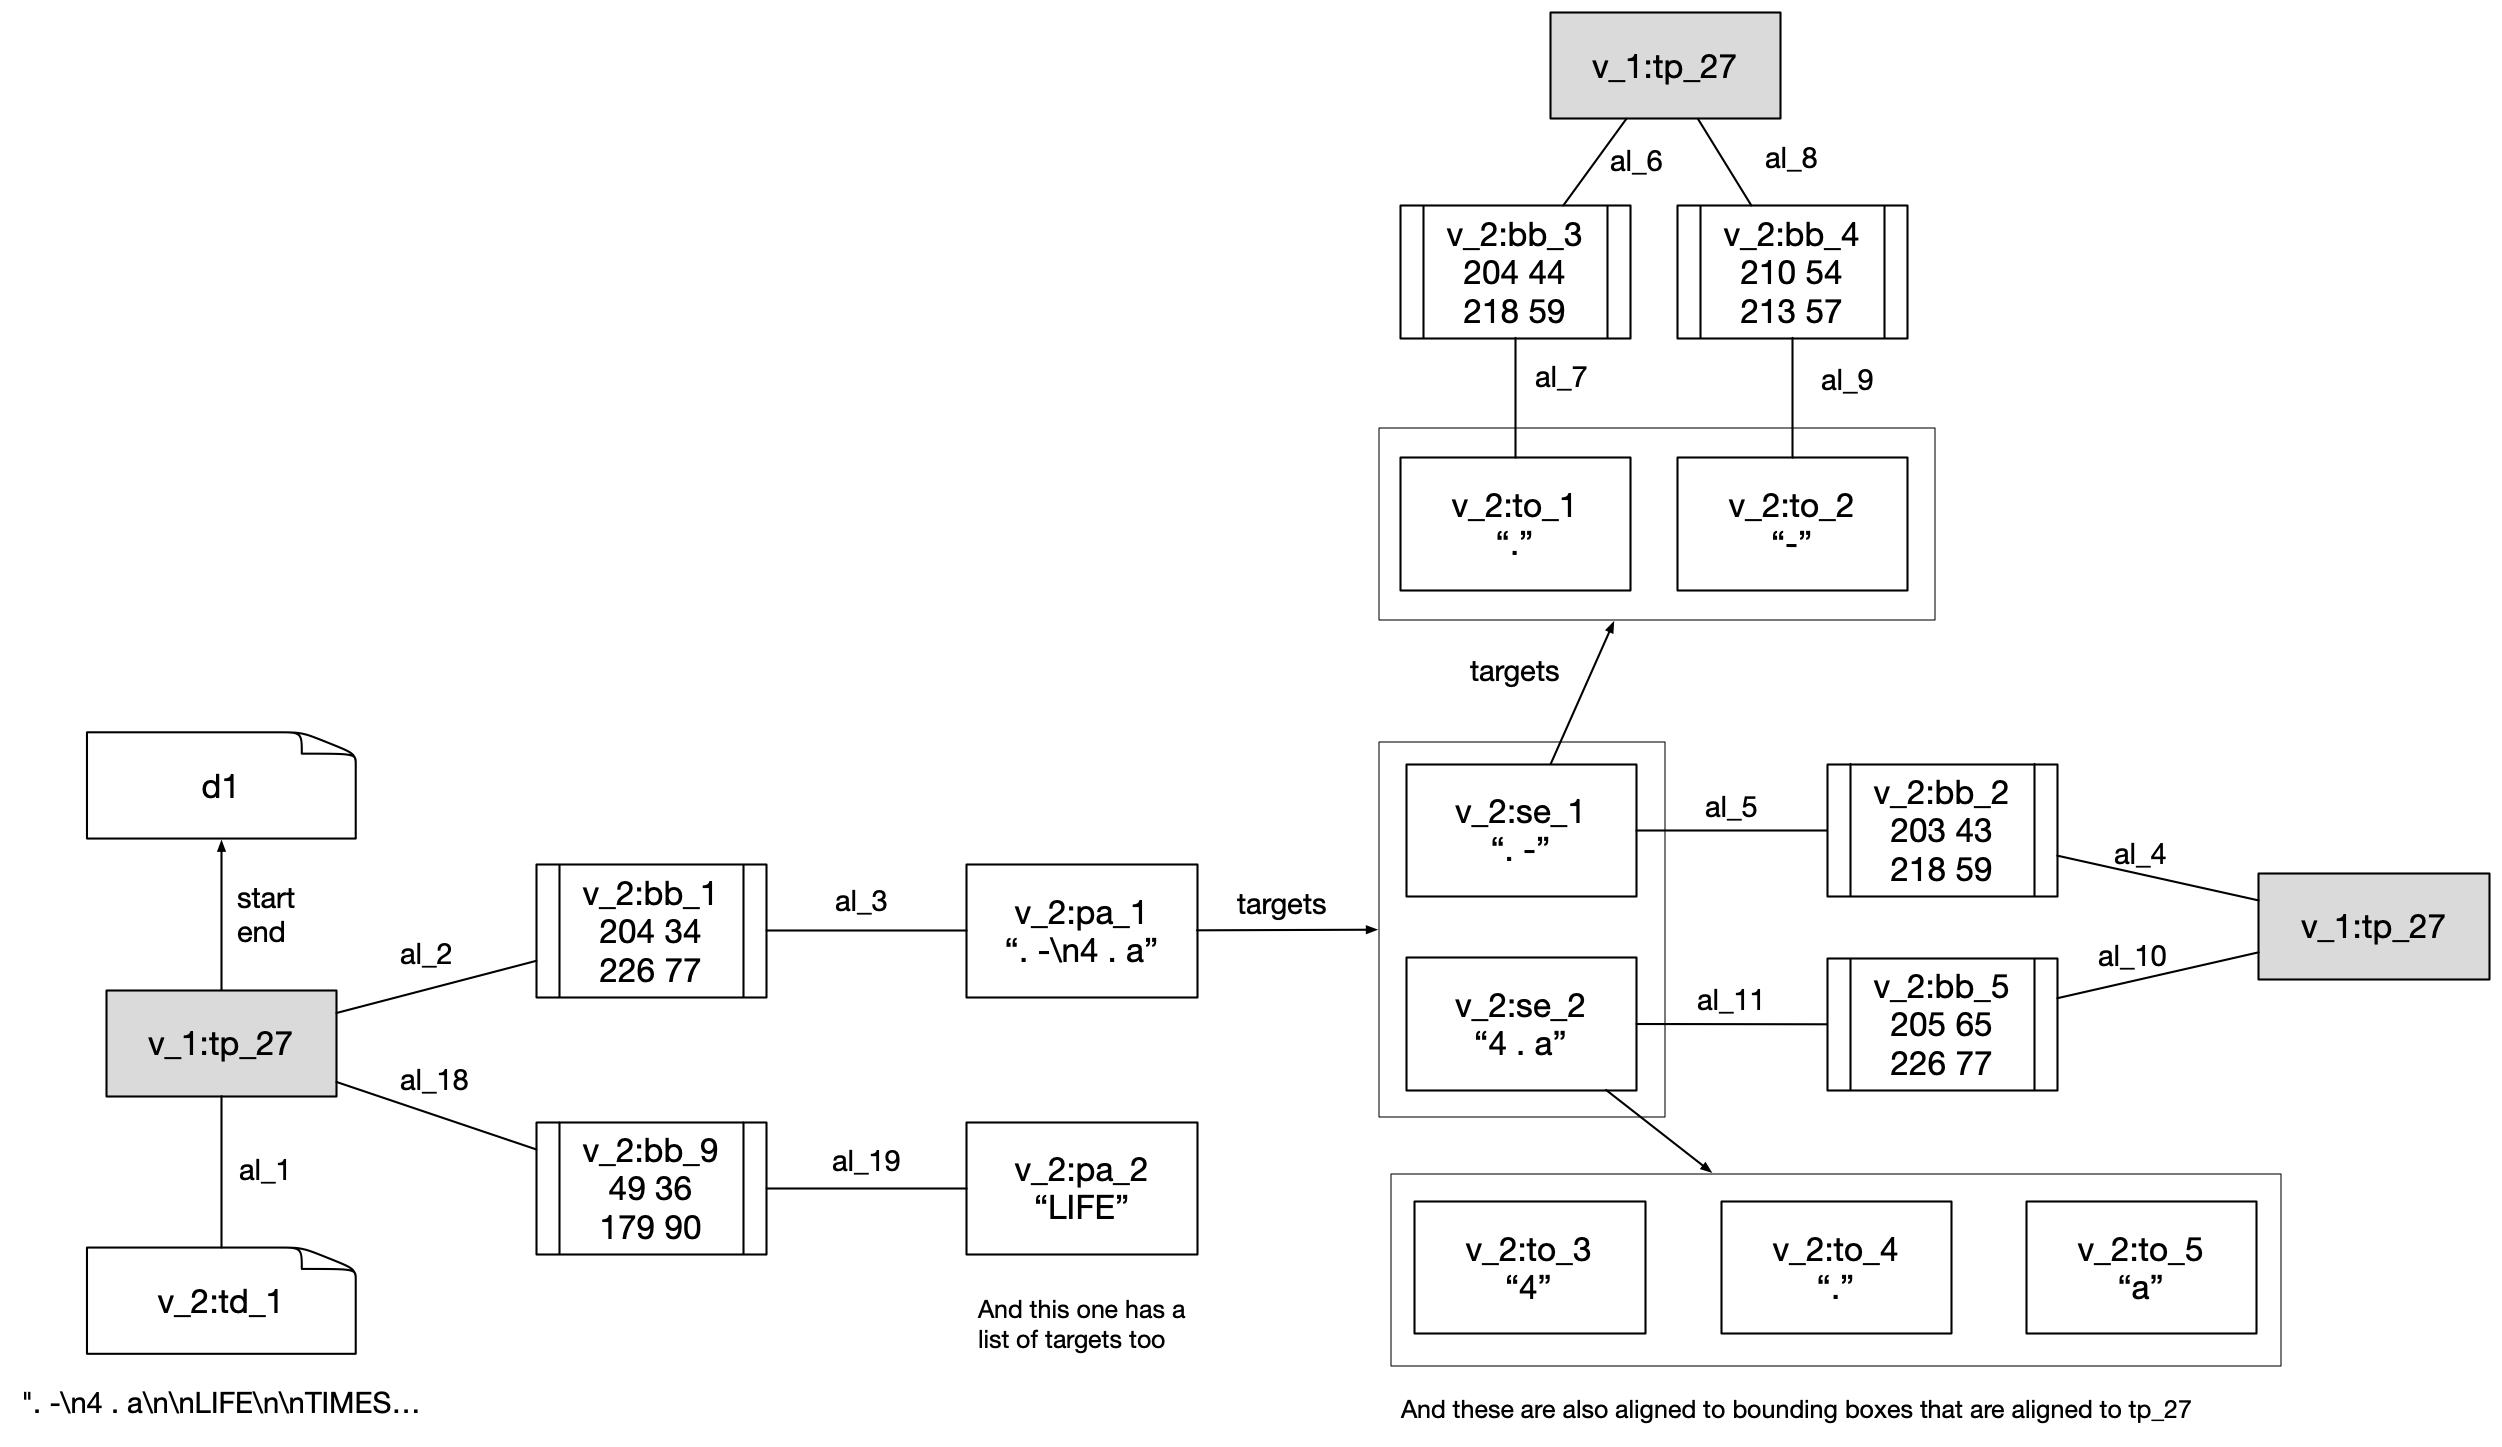 v_1:tp_27
al_6
al_8
v_2:bb_3
204 44
218 59
v_2:bb_4
210 54
213 57
al_7
al_9
v_2:to_1
“.”
v_2:to_2
“-”
targets
d1
start
end
v_1:tp_27
al_2
al_18
al_1
v_2:td_1
". -\n4 . a\n\nLIFE\n\nTIMES...
v_2:bb_1
204 34
226 77
al_3
v_2:pa_1
“. -\n4 . a”
targets
v_2:bb_9
49 36
179 90
al_19
v_2:pa_2
“LIFE”
And this one has a
list of targets too
v_2:se_1
“. -”
al_5
v_2:bb_2
203 43
218 59
al_4
v_2:se_2
“4 . a”
al_11
v_2:bb_5
205 65
226 77
al_10
v_1:tp_27
v_2:to_3
“4”
v_2:to_4
“.”
v_2:to_5
“a”
And these are also aligned to bounding boxes that are aligned to tp_27